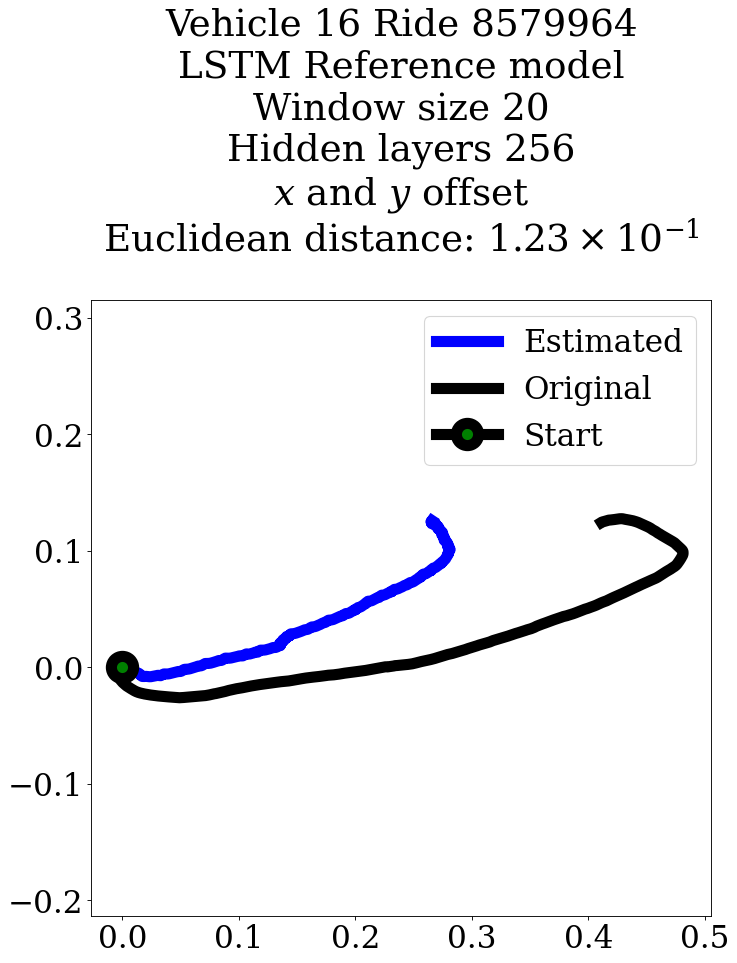 Vehicle 16 Ride 8579964
LSTM Reference model
Window size 20
Hidden layers 256
x and y offset
Euclidean distance: 1.23 × 10⁻¹
Estimated
Original
Start
0.3
0.2
0.1
0.0
−0.1
−0.2
0.0 0.1 0.2 0.3 0.4 0.5